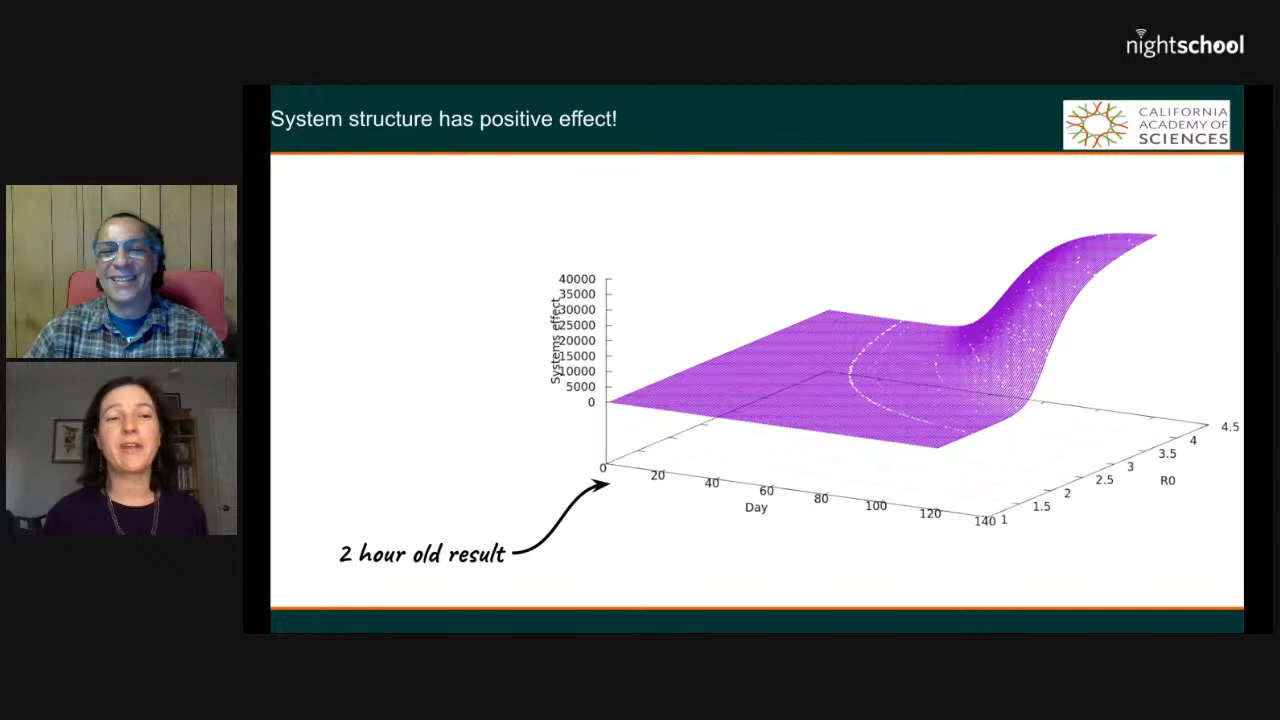 nightschool
System structure has positive effect!
CALIFORNIA
ACADEMY OF
SCIENCES
40000
35000
30000
25000
20000
15000
10000
5000
0
Systems effect
0
20
40
60
80
100
120
140
Day
1
1.5
2
2.5
3
3.5
4
4.5
R0
2 hour old result